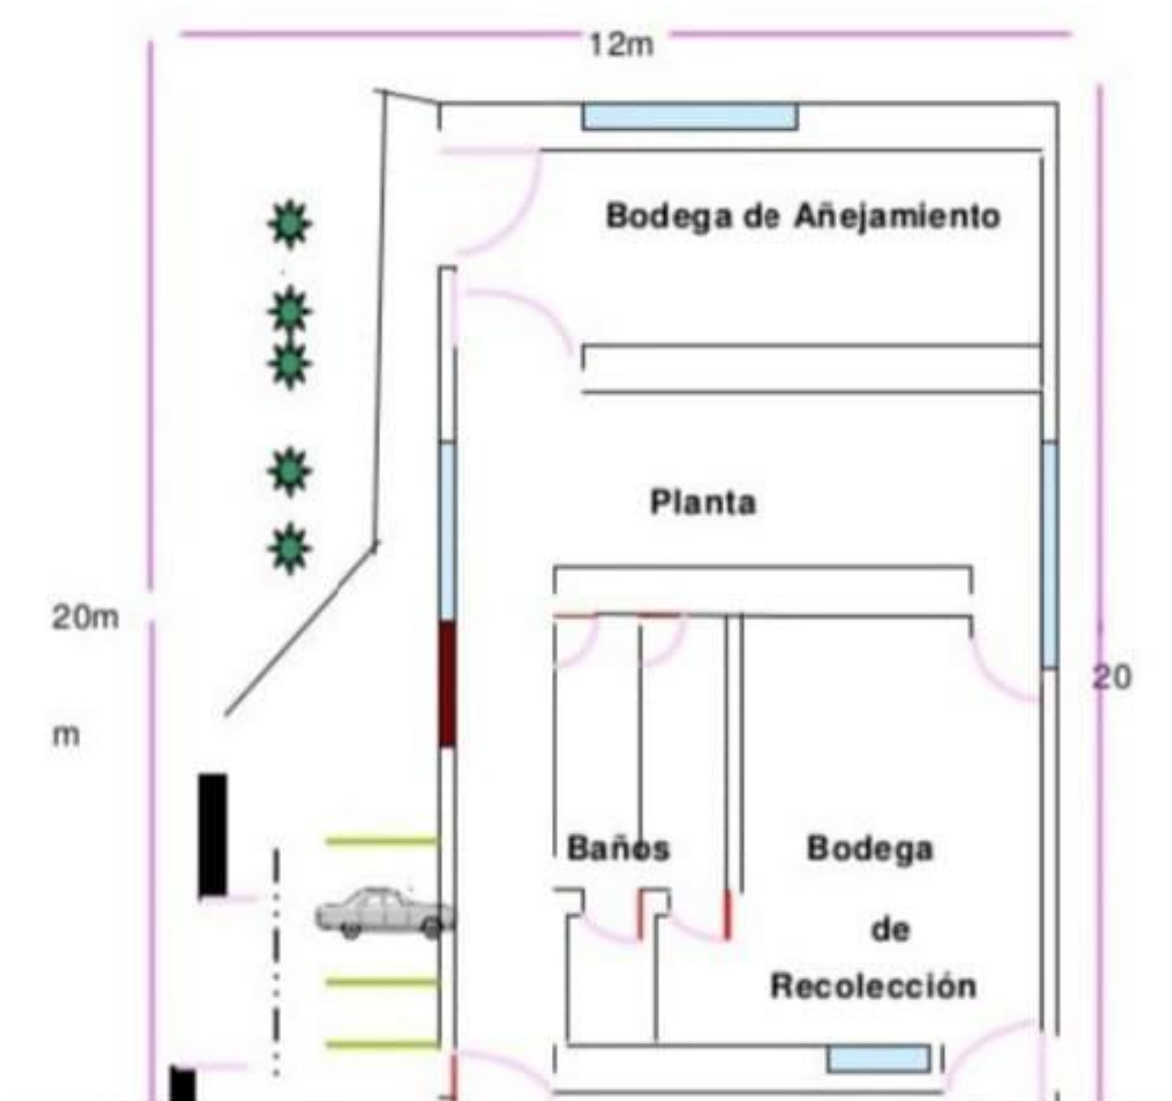 12m
Bodega de Añejamiento
Planta
20m
20
m
Baños
Bodega
de
Recolección